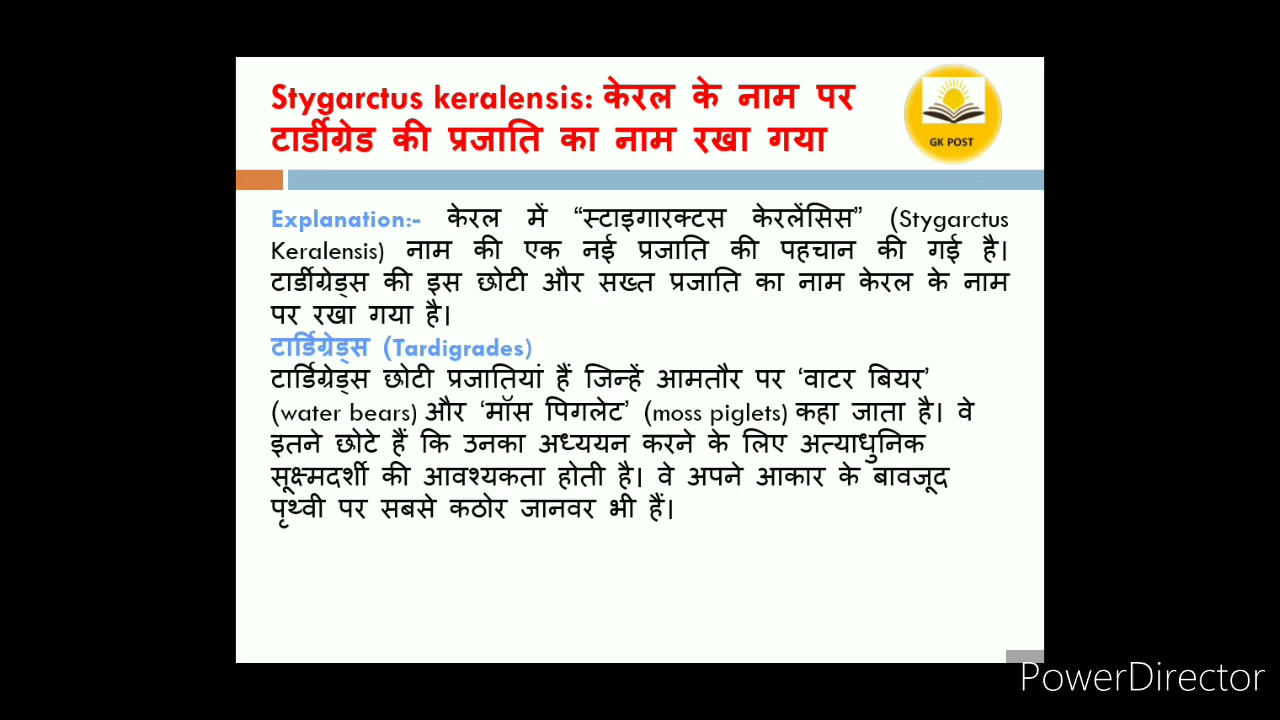 Stygarctus keralensis: केरल के नाम पर
टार्डीग्रेड की प्रजाति का नाम रखा गया
GK POST
Explanation:- केरल में “स्टाइगारक्टस केरलेंसिस” (Stygarctus
Keralensis) नाम की एक नई प्रजाति की पहचान की गई है।
टार्डीग्रेड्स की इस छोटी और सख्त प्रजाति का नाम केरल के नाम
पर रखा गया है।
टार्डिग्रेड्स (Tardigrades)
टार्डिग्रेड्स छोटी प्रजातियां हैं जिन्हें आमतौर पर ‘वाटर बियर’
(water bears) और ‘मॉस पिगलेट’ (moss piglets) कहा जाता है। वे
इतने छोटे हैं कि उनका अध्ययन करने के लिए अत्याधुनिक
सूक्ष्मदर्शी की आवश्यकता होती है। वे अपने आकार के बावजूद
पृथ्वी पर सबसे कठोर जानवर भी हैं।
PowerDirector